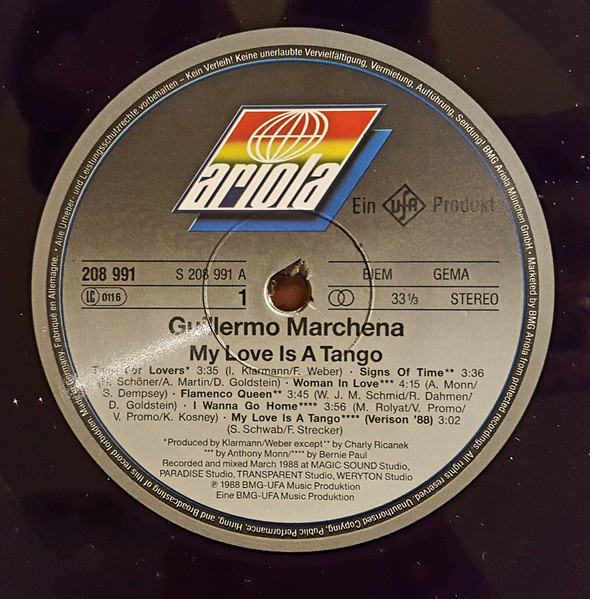 Alle Urheber- und Leistungsschutzrechte vorbehalten – Kein Verleih! Keine unerlaubte Vervielfältigung, Vermietung, Aufführung, Sendung! BMG Ariola München GmbH · Marketed by BMG Ariola
ariola
Ein UFA Produkt
208 991 S 208 991 A BIEM GEMA
LC 0116 1 33 1/3 STEREO
Guillermo Marchena
My Love Is A Tango
For Lovers* 3:35 (I. Klarmann/F. Weber) · Signs Of Time** 3:36
Schöner/A. Martin/D. Goldstein) · Woman In Love*** 4:15 (A. Monn/
S. Dempsey) · Flamenco Queen** 3:45 (W. J. M. Schmid/R. Dahmen/
D. Goldstein) · I Wanna Go Home**** 3:56 (M. Rolyat/V. Promo/
V. Promo/K. Kosney) · My Love Is A Tango**** (Verison '88) 3:02
(S. Schwab/F. Strecker)
*Produced by Klarmann/Weber except** by Charly Ricanek
*** by Anthony Monn/**** by Bernie Paul
Recorded and mixed March 1988 at MAGIC SOUND Studio,
PARADISE Studio, TRANSPARENT Studio, WERYTON Studio
℗ 1988 BMG-UFA Music Produktion
Eine BMG-UFA Music Produktion
from protected recordings. All rights reserved. Unauthorised Copying, Public Performance, Hiring, and Broadcasting of this record forbidden. Made in Germany. Fabriqué en Allemagne.